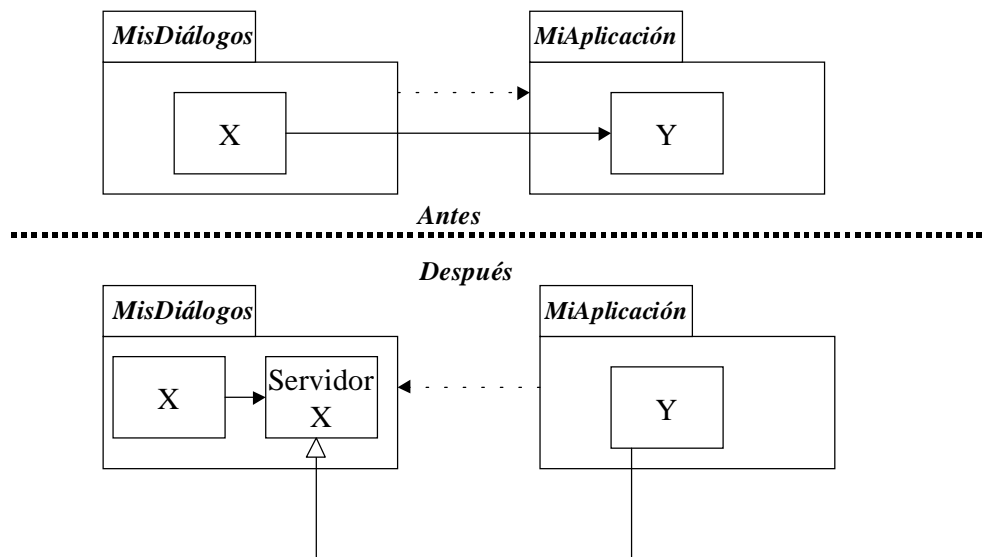 MisDiálogos
MiAplicación
X
Y
Antes
Después
MisDiálogos
MiAplicación
X
Servidor
X
Y